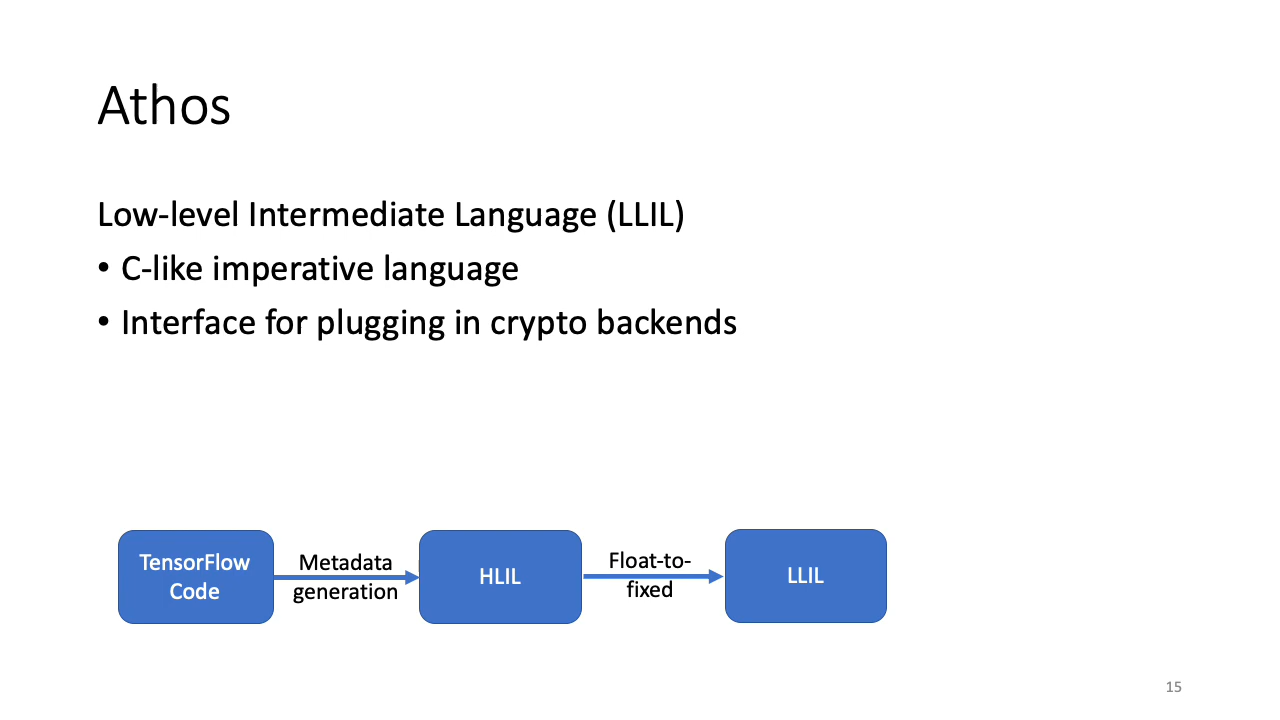 Athos
Low-level Intermediate Language (LLIL)
• C-like imperative language
• Interface for plugging in crypto backends
TensorFlow
Code
Metadata
generation
HLIL
Float-to-
fixed
LLIL
15